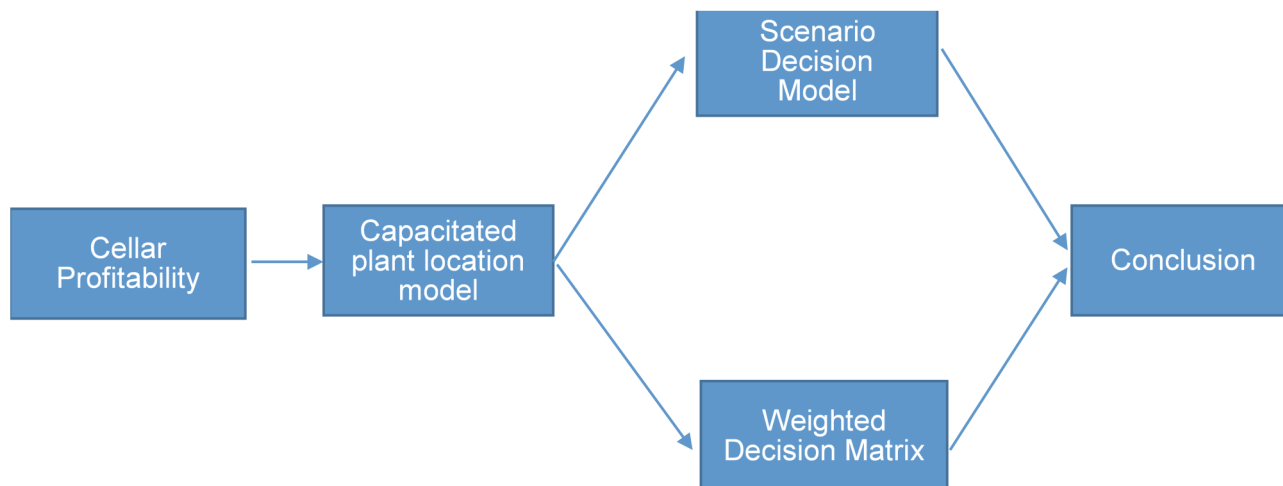 Scenario
Decision
Model
Cellar
Profitability
Capacitated
plant location
model
Conclusion
Weighted
Decision Matrix